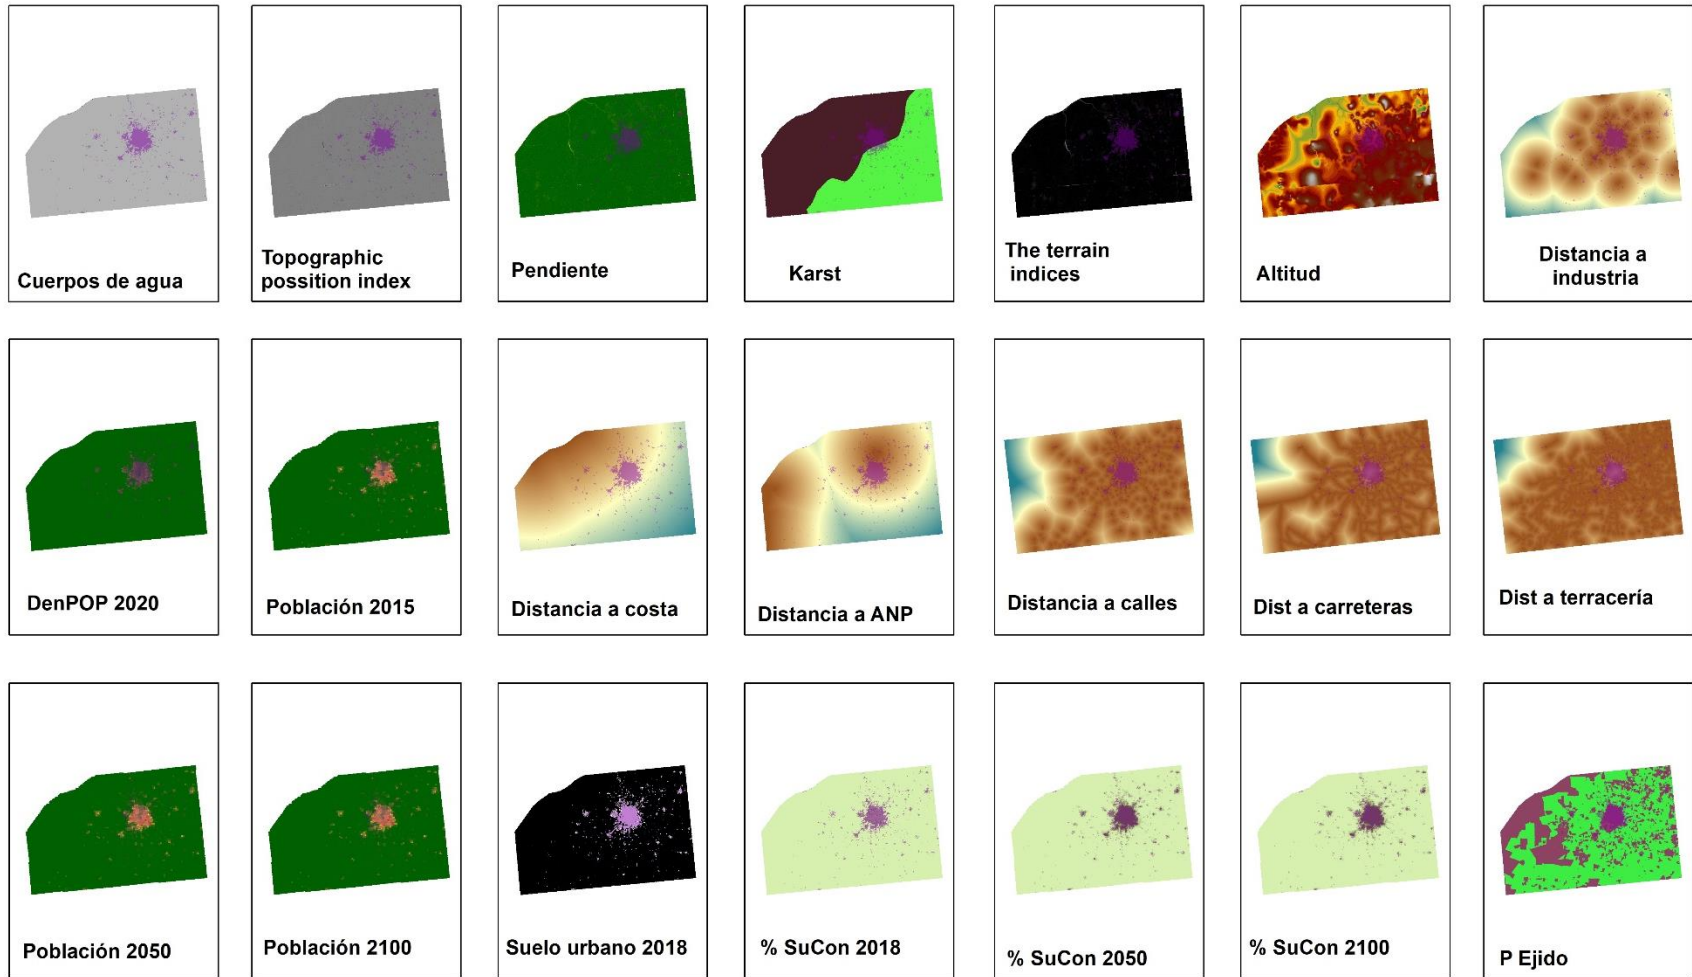 Cuerpos de agua
Topographic
possition index
Pendiente
Karst
The terrain
indices
Altitud
Distancia a
industria
DenPOP 2020
Población 2015
Distancia a costa
Distancia a ANP
Distancia a calles
Dist a carreteras
Dist a terracería
Población 2050
Población 2100
Suelo urbano 2018
% SuCon 2018
% SuCon 2050
% SuCon 2100
P Ejido